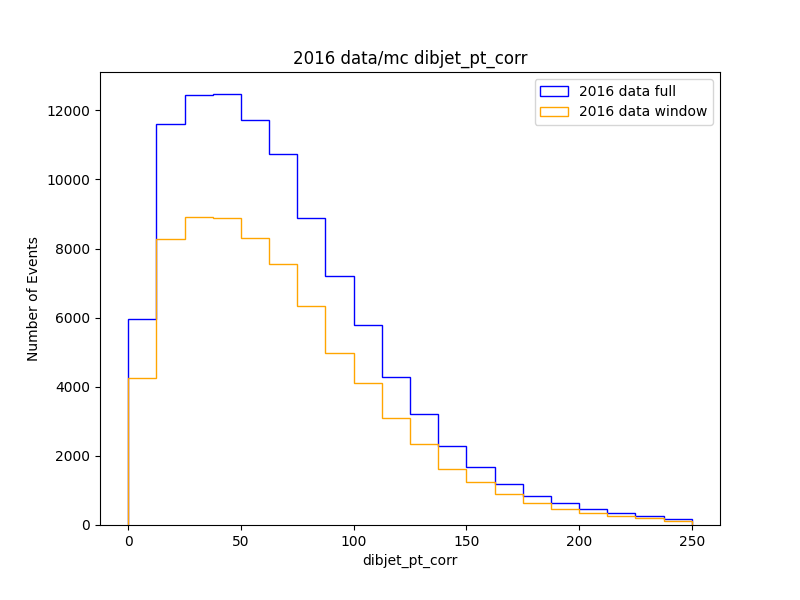 2016 data/mc dibjet_pt_corr
2016 data full
2016 data window
Number of Events
12000
10000
8000
6000
4000
2000
0
0 50 100 150 200 250
dibjet_pt_corr